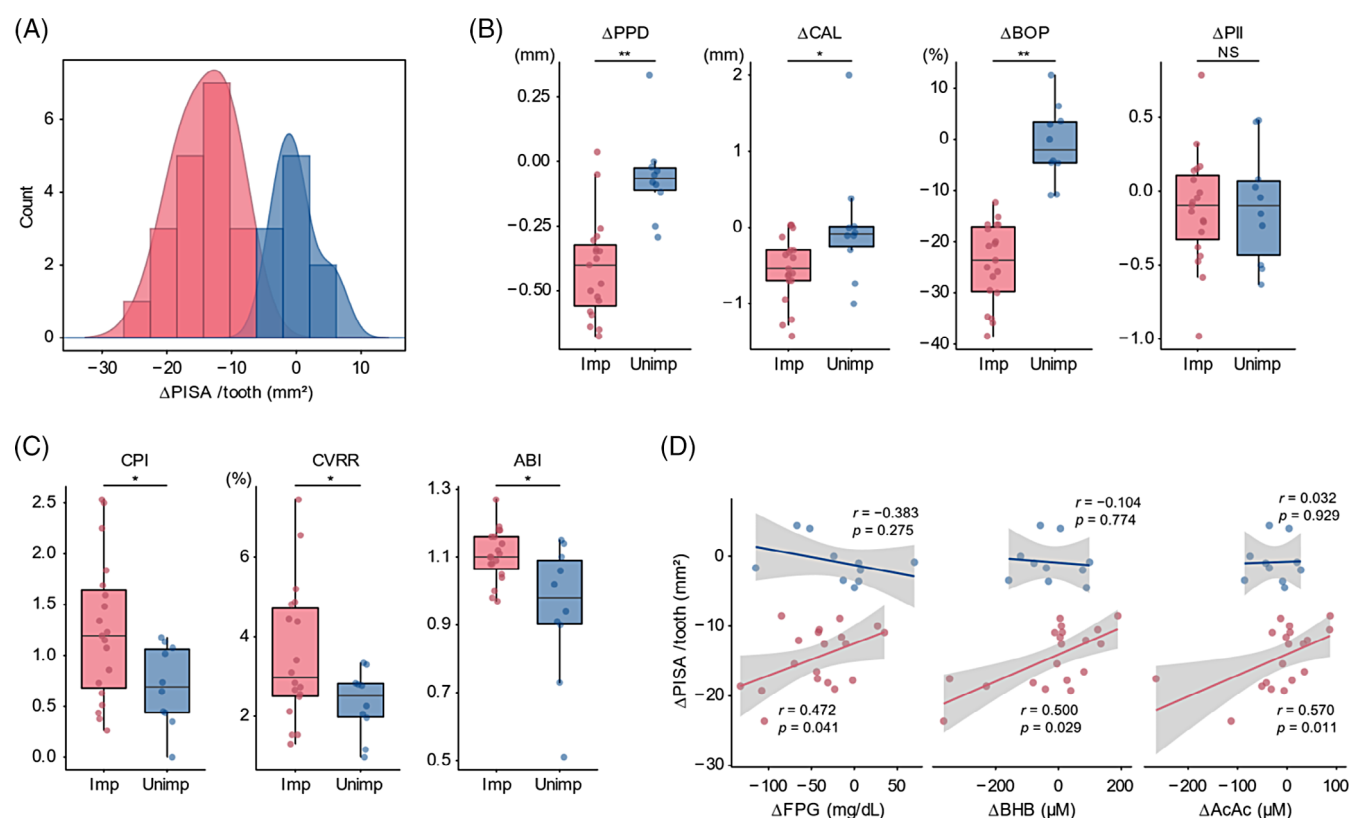 (A)
Count
6
4
2
0
−30
−20
−10
0
10
ΔPISA /tooth (mm²)
(B)
ΔPPD
(mm)
**
0.25
0.00
−0.25
−0.50
Imp
Unimp
ΔCAL
(mm)
*
2
1
0
−1
Imp
Unimp
ΔBOP
(%)
**
10
0
−10
−20
−30
−40
Imp
Unimp
ΔPlI
NS
0.5
0.0
−0.5
−1.0
Imp
Unimp
(C)
CPI
*
2.5
2.0
1.5
1.0
0.5
0.0
Imp
Unimp
CVRR
(%)
*
6
4
2
Imp
Unimp
ABI
*
1.3
1.1
0.9
0.7
0.5
Imp
Unimp
(D)
ΔPISA /tooth (mm²)
0
−10
−20
−30
r = −0.383
p = 0.275
r = 0.472
p = 0.041
−100
−50
0
50
ΔFPG (mg/dL)
r = −0.104
p = 0.774
r = 0.500
p = 0.029
−200
0
200
ΔBHB (μM)
r = 0.032
p = 0.929
r = 0.570
p = 0.011
−200
−100
0
100
ΔAcAc (μM)